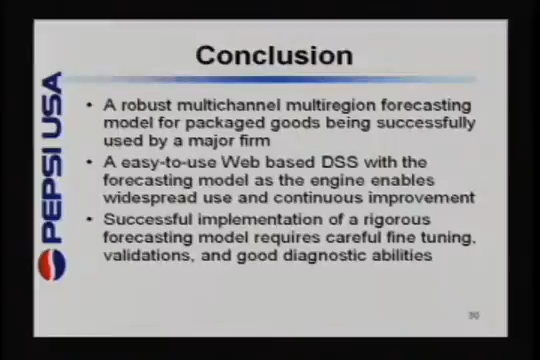 Conclusion
PEPSI USA
• A robust multichannel multiregion forecasting
model for packaged goods being successfully
used by a major firm
• A easy-to-use Web based DSS with the
forecasting model as the engine enables
widespread use and continuous improvement
• Successful implementation of a rigorous
forecasting model requires careful fine tuning,
validations, and good diagnostic abilities